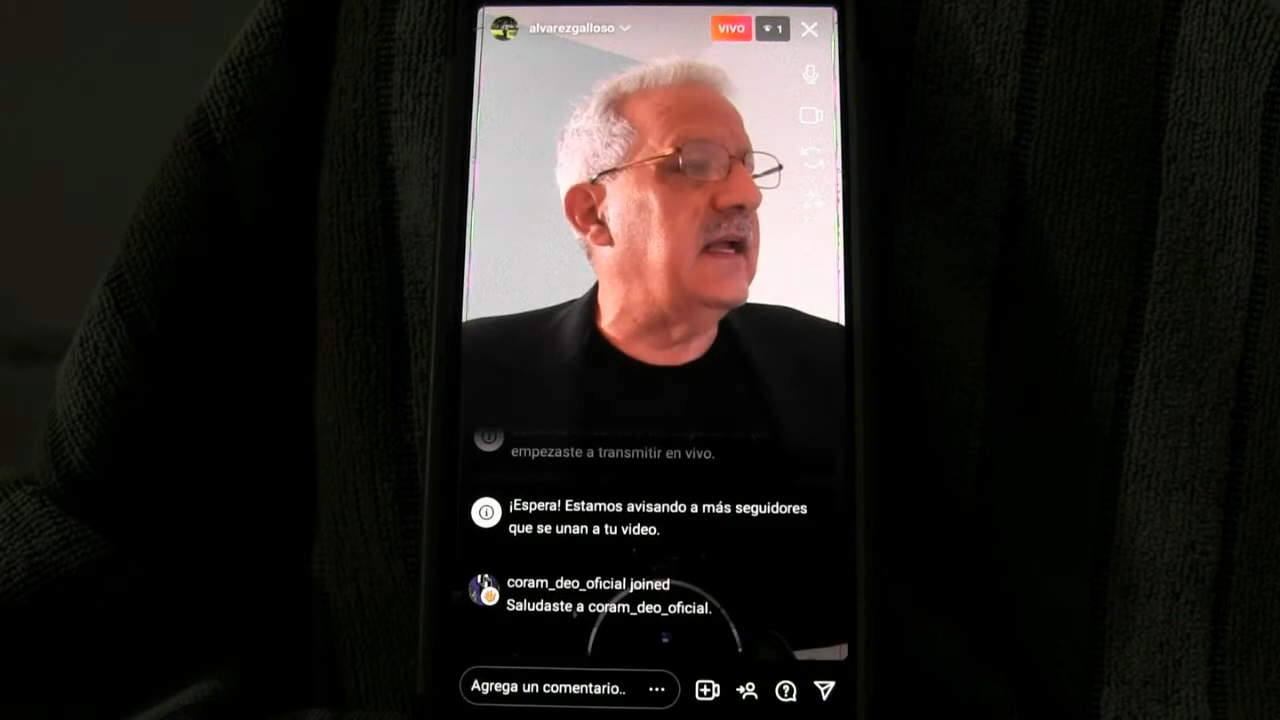 alvarezgalloso
VIVO
1
empezaste a transmitir en vivo.
¡Espera! Estamos avisando a más seguidores
que se unan a tu video.
coram_deo_oficial joined
Saludaste a coram_deo_oficial.
Agrega un comentario..